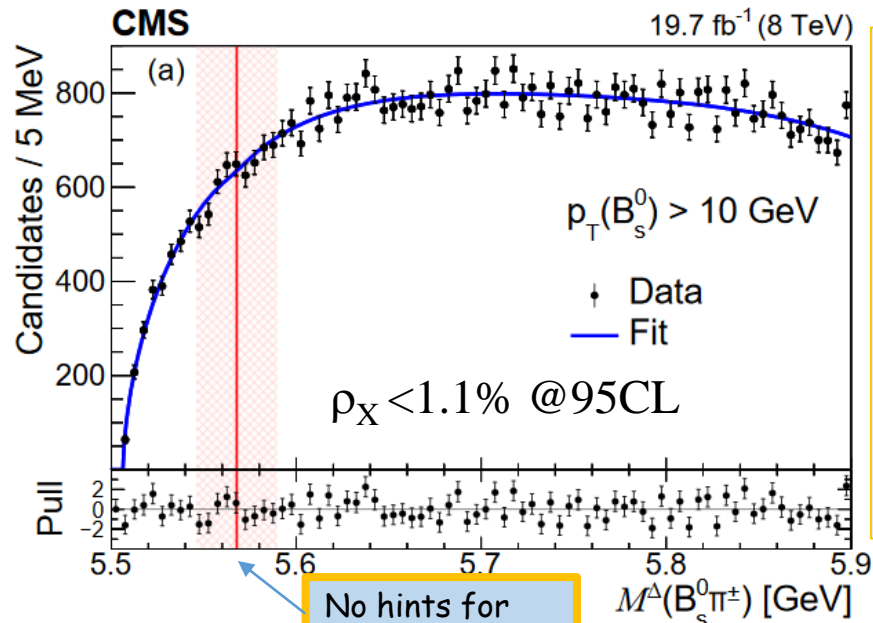 CMS 19.7 fb⁻¹ (8 TeV)
(a)
Candidates / 5 MeV
800
600
400
200
p_T(B_s^0) > 10 GeV
Data
Fit
ρ_X <1.1% @95CL
Pull
2
0
−2
5.5 5.6 5.7 5.8 5.9
M^Δ(B_s^0π^±) [GeV]
No hints for